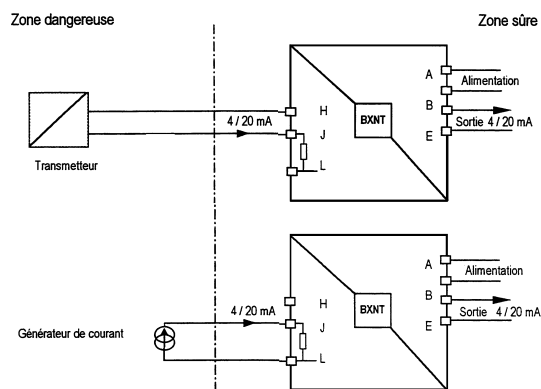 Zone dangereuse
Zone sûre
A
Alimentation
H
B
4 / 20 mA
J
BXNT
Sortie 4 / 20 mA
E
L
Transmetteur
A
Alimentation
H
B
4 / 20 mA
J
BXNT
Sortie 4 / 20 mA
E
Générateur de courant
L